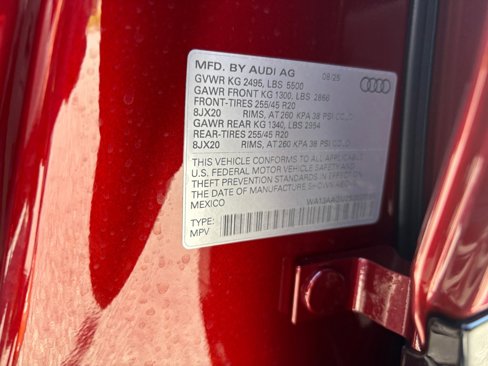 MFD. BY AUDI AG 08/25
GVWR KG 2495, LBS 5500
GAWR FRONT KG 1300, LBS 2866
FRONT-TIRES 255/45 R20
8JX20 RIMS, AT 260 KPA 38 PSI COLD
GAWR REAR KG 1340, LBS 2954
REAR-TIRES 255/45 R20
8JX20 RIMS, AT 260 KPA 38 PSI COLD
THIS VEHICLE CONFORMS TO ALL APPLICABLE
U.S. FEDERAL MOTOR VEHICLE SAFETY AND
THEFT PREVENTION STANDARDS IN EFFECT ON
THE DATE OF MANUFACTURE SHOWN ABOVE
MEXICO
TYPE:
MPV